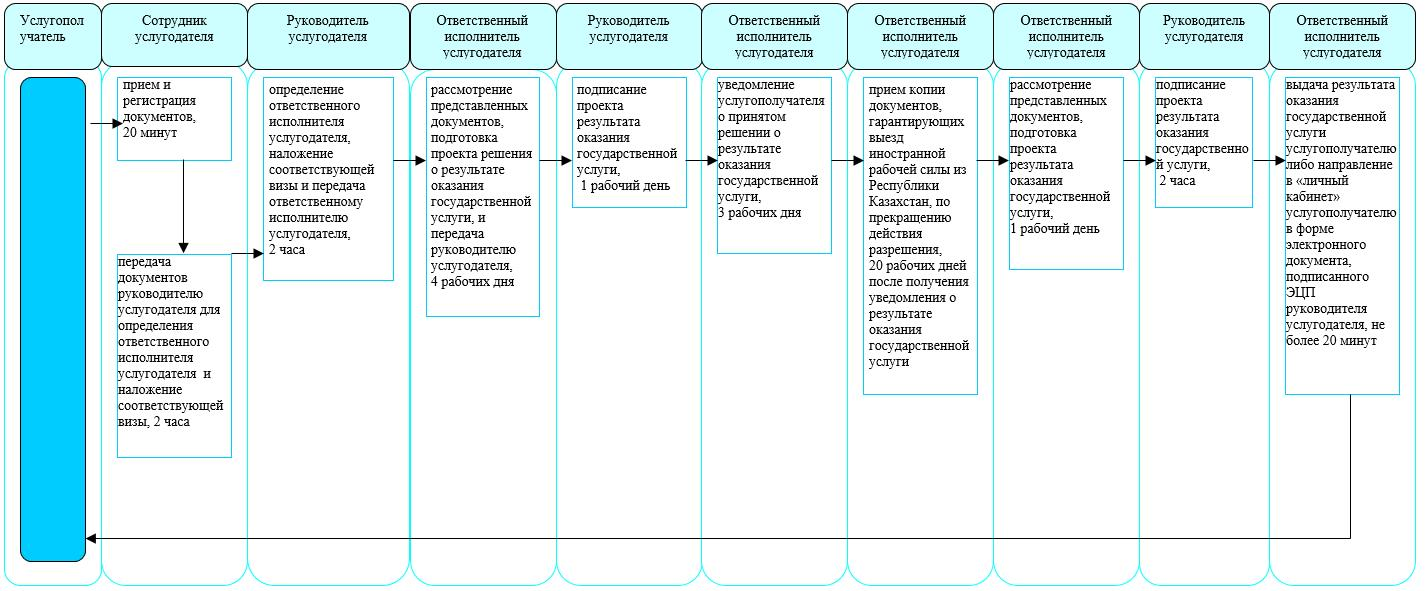 Услугопол
учатель
Сотрудник
услугодателя
Руководитель
услугодателя
Ответственный
исполнитель
услугодателя
Руководитель
услугодателя
Ответственный
исполнитель
услугодателя
Ответственный
исполнитель
услугодателя
Ответственный
исполнитель
услугодателя
Руководитель
услугодателя
Ответственный
исполнитель
услугодателя
прием и
регистрация
документов,
20 минут
передача
документов
руководителю
услугодателя для
определения
ответственного
исполнителя
услугодателя и
наложение
соответствующей
визы, 2 часа
определение
ответственного
исполнителя
услугодателя,
наложение
соответствующей
визы и передача
ответственному
исполнителю
услугодателя,
2 часа
рассмотрение
представленных
документов,
подготовка
проекта решения
о результате
оказания
государственной
услуги, и
передача
руководителю
услугодателя,
4 рабочих дня
подписание
проекта
результата
оказания
государственной
услуги,
1 рабочий день
уведомление
услугополучателя
о принятом
решении о
результате
оказания
государственной
услуги,
3 рабочих дня
прием копии
документов,
гарантирующих
выезд
иностранной
рабочей силы из
Республики
Казахстан, по
прекращению
действия
разрешения,
20 рабочих дней
после получения
уведомления о
результате
оказания
государственной
услуги
рассмотрение
представленных
документов,
подготовка
проекта
результата
оказания
государственной
услуги,
1 рабочий день
подписание
проекта
результата
оказания
государственно
й услуги,
2 часа
выдача результата
оказания
государственной
услуги
услугополучателю
либо направление
в «личный
кабинет»
услугополучателю
в форме
электронного
документа,
подписанного
ЭЦП
руководителя
услугодателя, не
более 20 минут